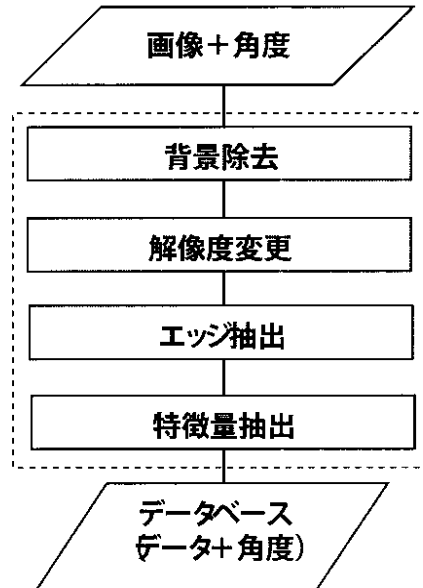 画像＋角度
背景除去
解像度変更
エッジ抽出
特徴量抽出
データベース
データ＋角度）